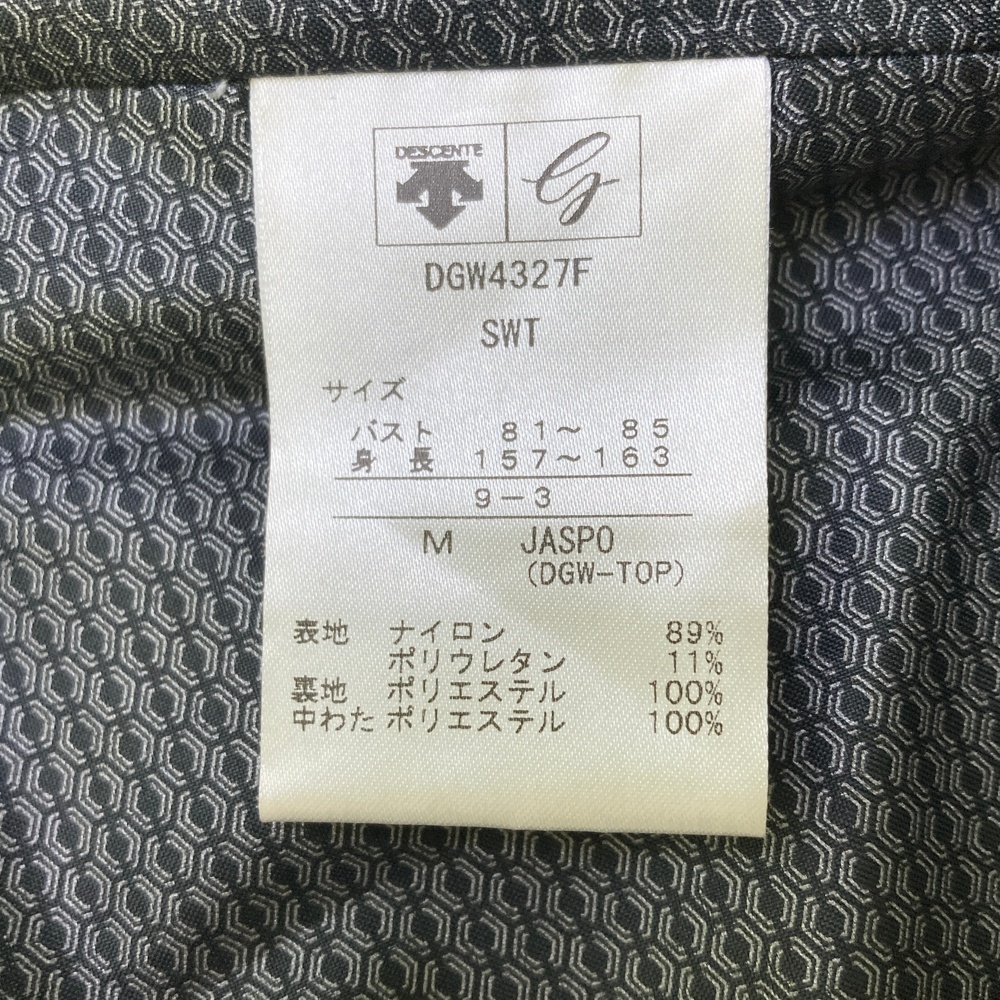 DESCENTE G
DGW4327F
SWT
サイズ
バスト 81～ 85
身 長 157～163
9-3
M JASPO
(DGW-TOP)
表地 ナイロン 89%
ポリウレタン 11%
裏地 ポリエステル 100%
中わた ポリエステル 100%